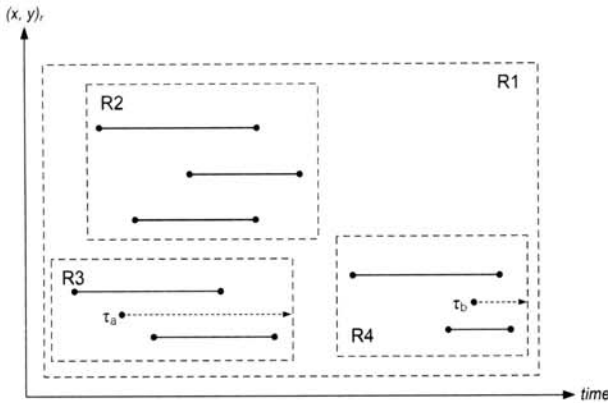 (x, y)ᵣ
R1
R2
R3
τₐ
τb
R4
time